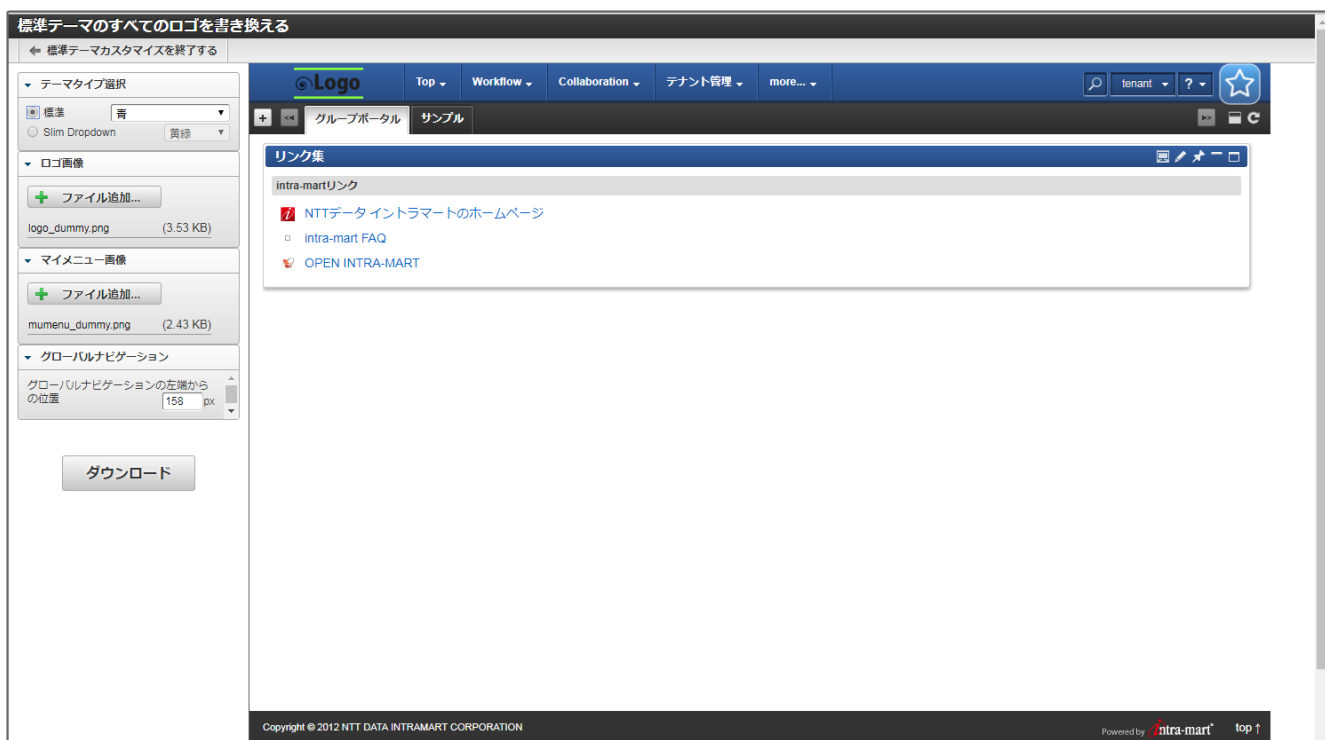 標準テーマのすべてのロゴを書き換える
標準テーマカスタマイズを終了する
テーマタイプ選択
標準 青
Slim Dropdown 黄緑
ロゴ画像
ファイル追加...
logo_dummy.png (3.53 KB)
マイメニュー画像
ファイル追加...
mumenu_dummy.png (2.43 KB)
グローバルナビゲーション
グローバルナビゲーションの左端から
の位置 158 px
ダウンロード
Logo Top Workflow Collaboration テナント管理 more... tenant ?
グループポータル サンプル
リンク集
intra-martリンク
NTTデータ イントラマートのホームページ
intra-mart FAQ
OPEN INTRA-MART
Copyright © 2012 NTT DATA INTRAMART CORPORATION
Powered by intra-mart top↑